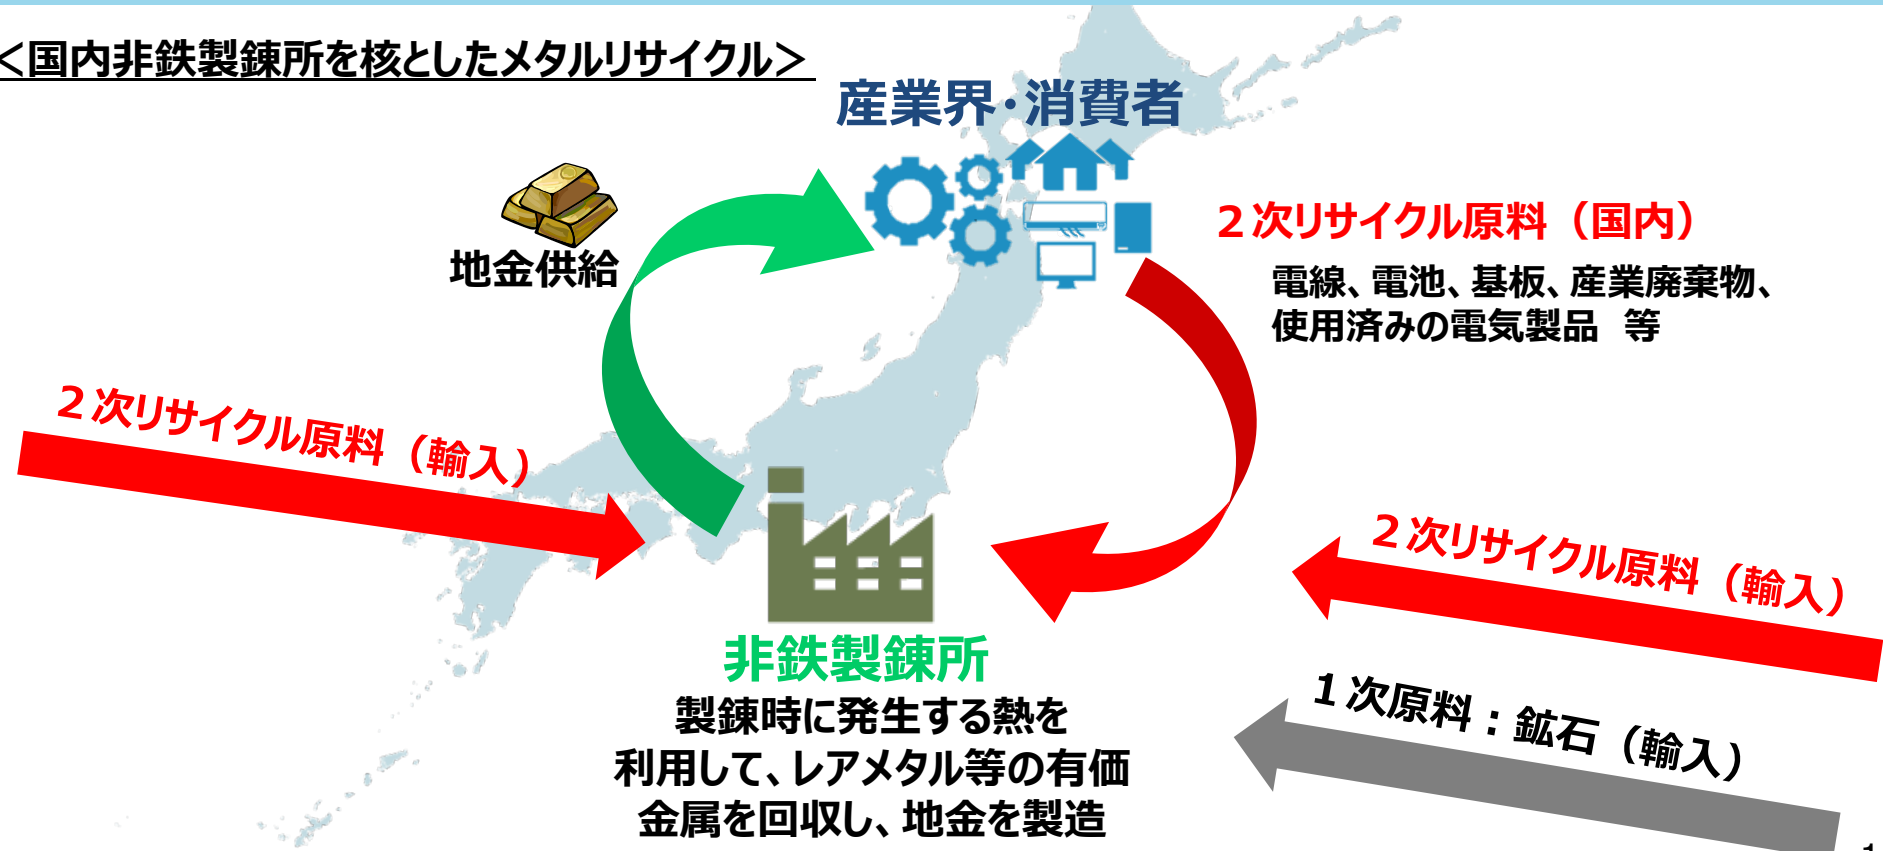 ＜国内非鉄製錬所を核としたメタルリサイクル＞
産業界・消費者
地金供給
２次リサイクル原料（国内）
電線、電池、基板、産業廃棄物、
使用済みの電気製品　等
２次リサイクル原料（輸入）
２次リサイクル原料（輸入）
１次原料：鉱石（輸入）
非鉄製錬所
製錬時に発生する熱を
利用して、レアメタル等の有価
金属を回収し、地金を製造